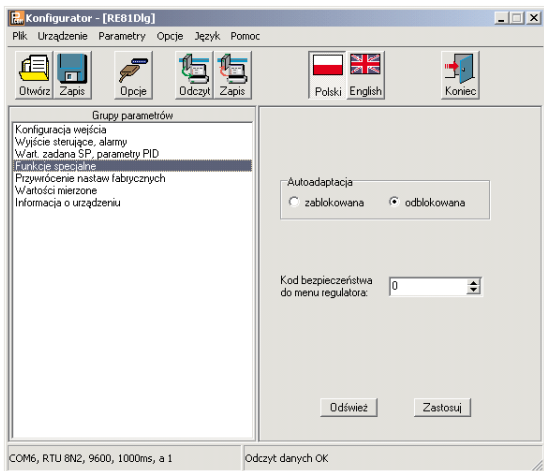 Konfigurator - [RE81Dlg]
Plik Urządzenie Parametry Opcje Język Pomoc
Otwórz Zapis Opcje Odczyt Zapis Polski English Koniec
Grupy parametrów
Konfiguracja wejścia
Wyjście sterujące, alarmy
Wart. zadana SP, parametry PID
Funkcje specjalne
Przywrócenie nastaw fabrycznych
Wartości mierzone
Informacja o urządzeniu
Autoadaptacja
zablokowana odblokowana
Kod bezpieczeństwa
do menu regulatora:
0
Odśwież Zastosuj
COM6, RTU 8N2, 9600, 1000ms, a 1 Odczyt danych OK